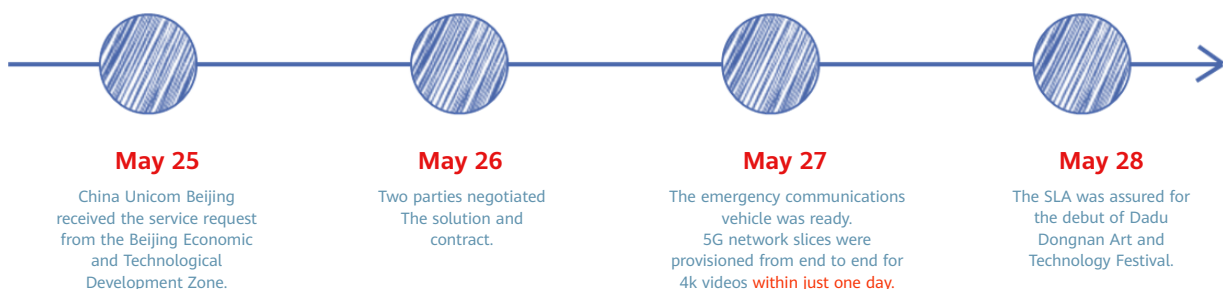 May 25
China Unicom Beijing
received the service request
from the Beijing Economic
and Technological
Development Zone.
May 26
Two parties negotiated
The solution and
contract.
May 27
The emergency communications
vehicle was ready.
5G network slices were
provisioned from end to end for
4k videos within just one day.
May 28
The SLA was assured for
the debut of Dadu
Dongnan Art and
Technology Festival.